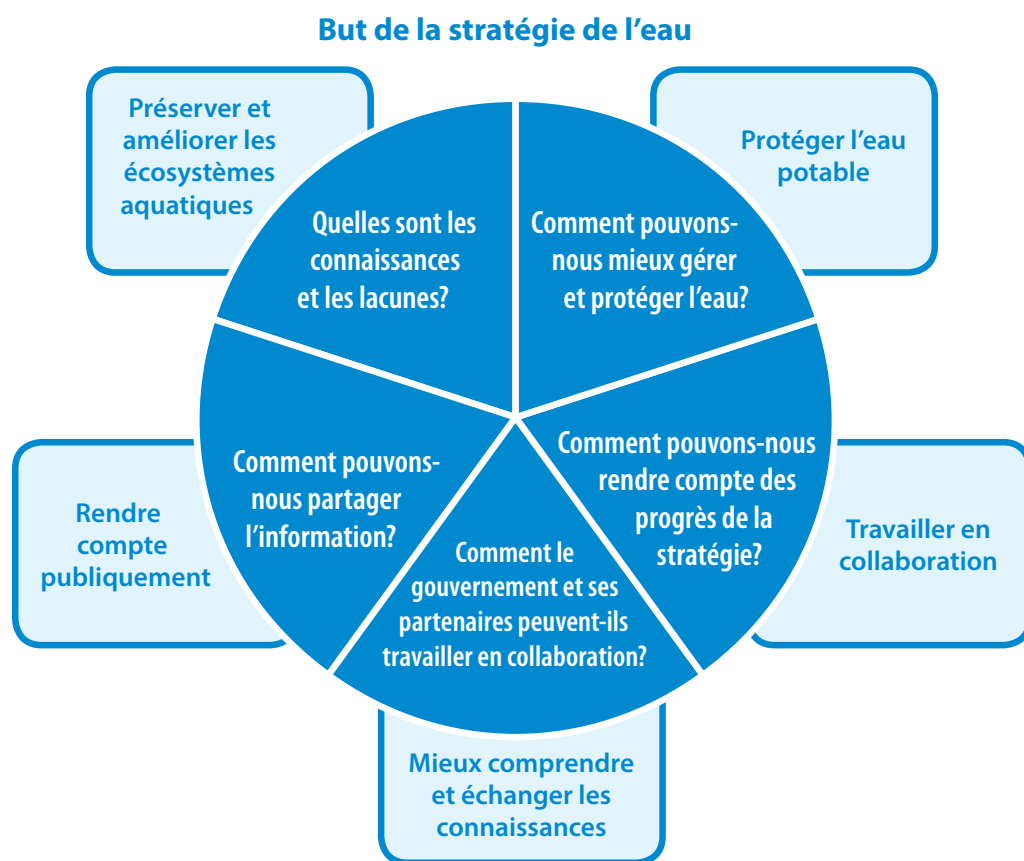 But de la stratégie de l’eau
Préserver et
améliorer les
écosystèmes
aquatiques
Protéger l’eau
potable
Quelles sont les
connaissances
et les lacunes?
Comment pouvons-
nous mieux gérer
et protéger l’eau?
Comment pouvons-
nous partager
l’information?
Comment pouvons-nous
rendre compte des
progrès de la
stratégie?
Comment le
gouvernement et ses
partenaires peuvent-ils
travailler en collaboration?
Rendre
compte
publiquement
Travailler en
collaboration
Mieux comprendre
et échanger les
connaissances